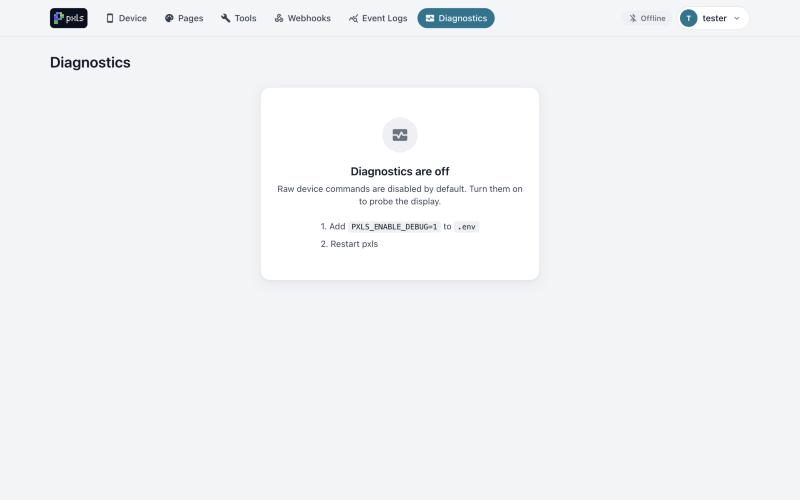 pxls
Device
Pages
Tools
Webhooks
Event Logs
Diagnostics
Offline
T
tester
Diagnostics
Diagnostics are off
Raw device commands are disabled by default. Turn them on
to probe the display.
1. Add PXLS_ENABLE_DEBUG=1 to .env
2. Restart pxls